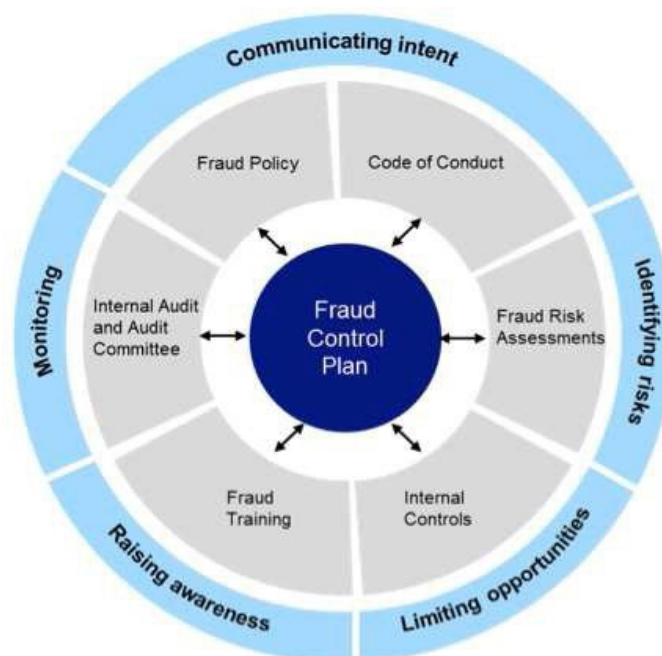 Communicating intent
Fraud Policy
Code of Conduct
Monitoring
Internal Audit
and Audit
Committee
Fraud
Control
Plan
Fraud Risk
Assessments
Identifying risks
Fraud
Training
Internal
Controls
Raising awareness
Limiting opportunities